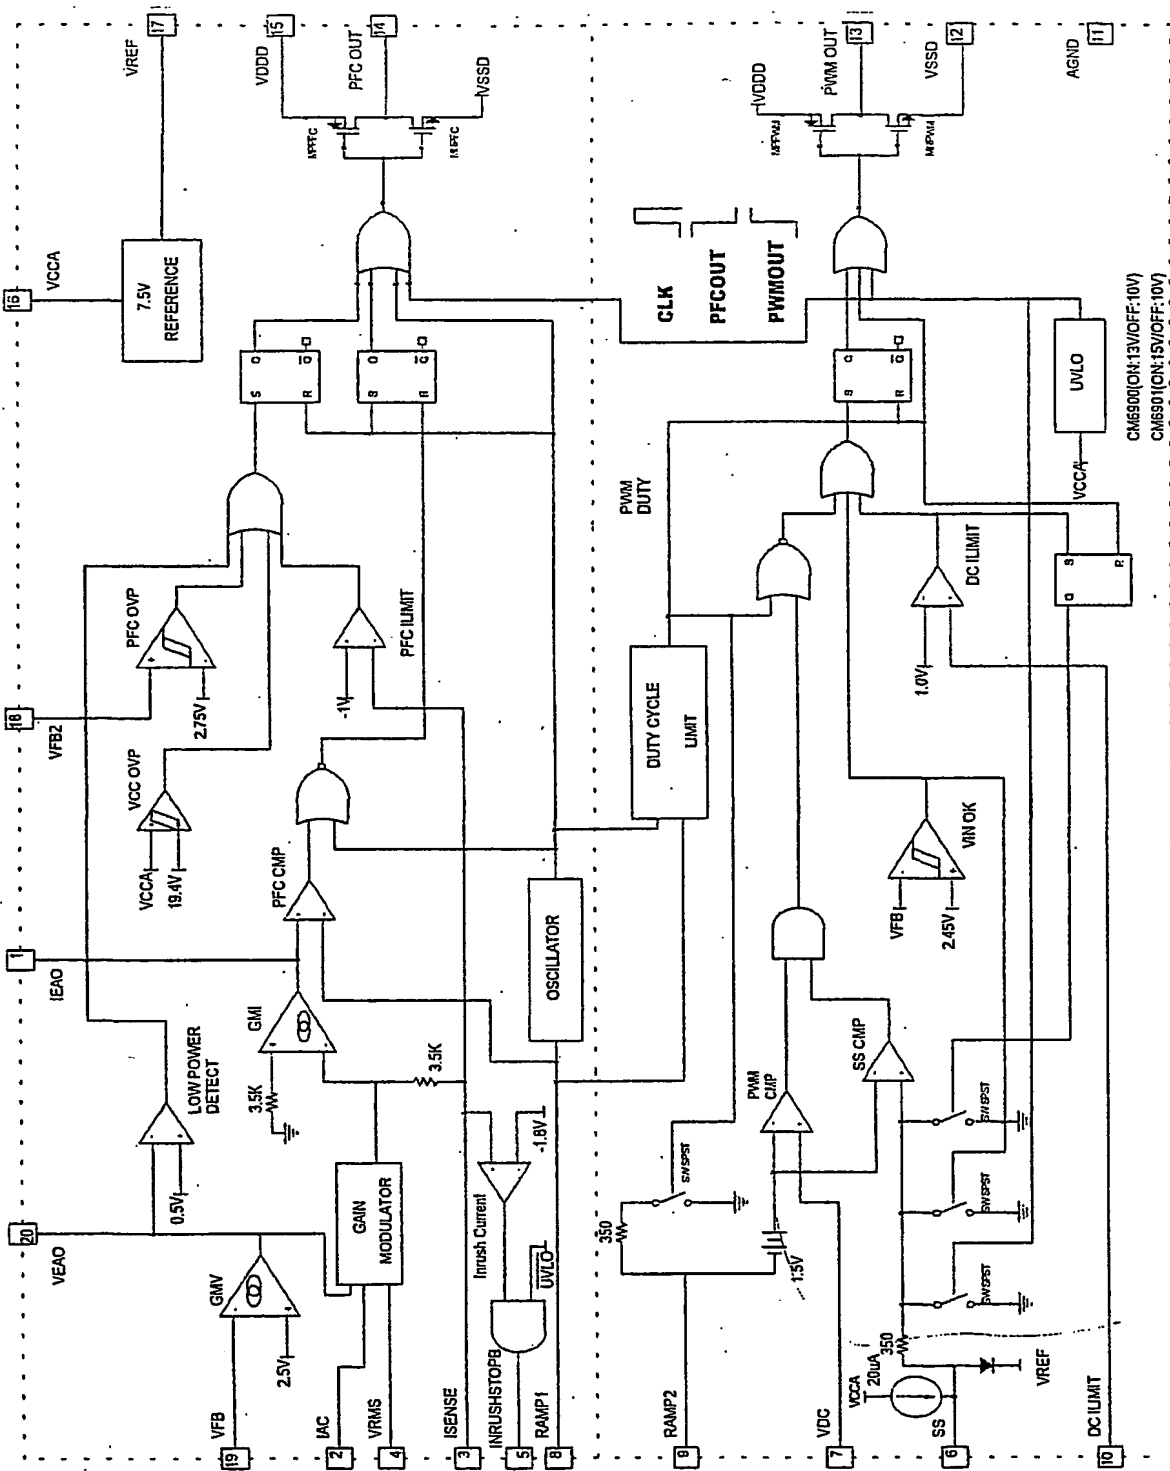 16
VCCA
17
VREF
7.5V
REFERENCE
15
VDDD
14
PFC OUT
MPPFC
VSSD
18
VFB2
PFC OVP
2.75V
VCC OVP
VCCA
19.4V
S
Q
Q
R
S
Q
Q
R
PFC ILIMIT
-1V
1
IEAO
PFC CMP
GMI
3.5K
3.5K
LOW POWER
DETECT
0.5V
20
VEAO
GMV
2.5V
GAIN
MODULATOR
Inrush Current
-1.8V
UVLO
OSCILLATOR
VFB
19
IAC
2
VRMS
4
ISENSE
3
INRUSHSTOPB
5
RAMP1
8
CLK
PFCOUT
PWMOUT
VDDD
PWM OUT
13
MPPWM
VSSD
12
AGND
11
PWM
DUTY
DUTY CYCLE
LIMIT
S
Q
Q
R
UVLO
VCCA
CM6900(ON:13V/OFF:10V)
CM6901(ON:15V/OFF:10V)
DC ILIMIT
1.0V
Q
S
R
VIN OK
VFB
2.45V
PWM
CMP
SS CMP
350
SWSPST
1.5V
SWSPST
SWSPST
SWSPST
350
VCCA
20uA
VREF
RAMP2
VDC
7
SS
6
DC ILIMIT
10